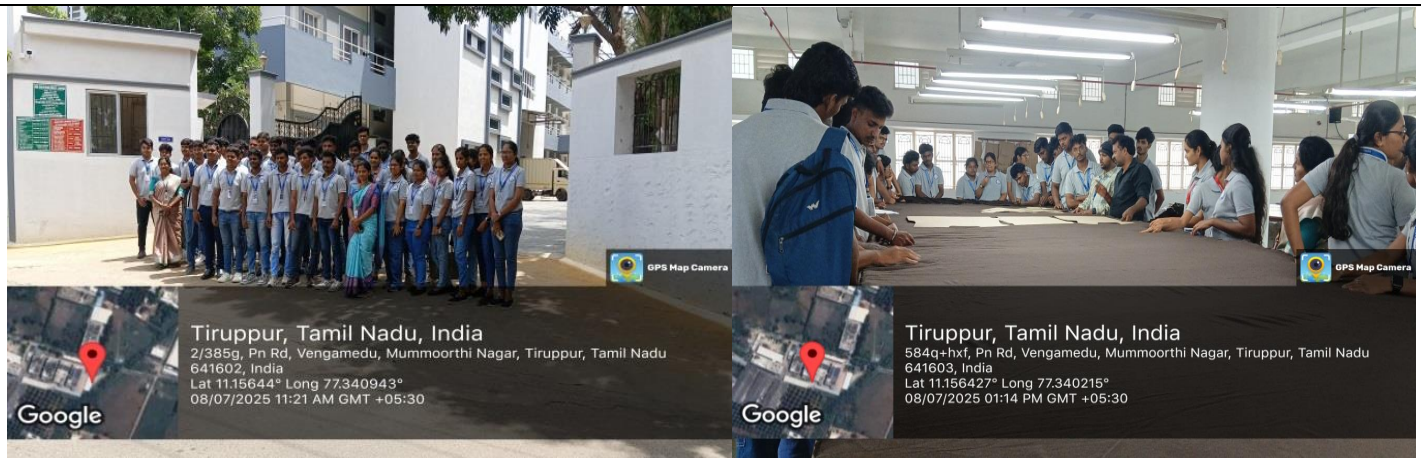 GPS Map Camera
Tiruppur, Tamil Nadu, India
2/385g, Pn Rd, Vengamedu, Mummoorthi Nagar, Tiruppur, Tamil Nadu
641602, India
Lat 11.15644° Long 77.340943°
08/07/2025 11:21 AM GMT +05:30
Google
GPS Map Camera
Tiruppur, Tamil Nadu, India
584q+hxf, Pn Rd, Vengamedu, Mummoorthi Nagar, Tiruppur, Tamil Nadu
641603, India
Lat 11.156427° Long 77.340215°
08/07/2025 01:14 PM GMT +05:30
Google